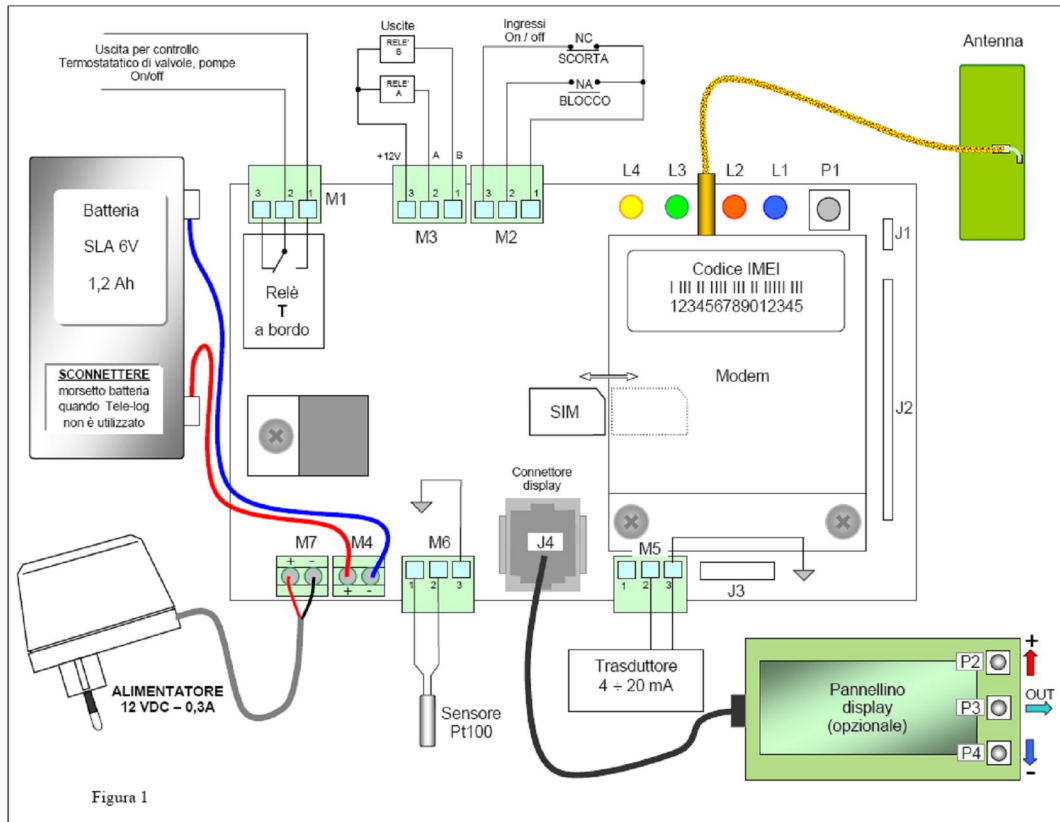 Uscita per controllo
Termostatatico di valvole, pompe
On/off
Uscite
RELE'
B
RELE'
A
+12V
A
B
Ingressi
On / off
NC
SCORTA
NA
BLOCCO
Antenna
Batteria
SLA 6V
1,2 Ah
SCONNETTERE
morsetto batteria
quando Tele-log
non è utilizzato
3
2
1
M1
3
2
1
M3
3
2
1
M2
L4
L3
L2
L1
P1
J1
Relè
T
a bordo
Codice IMEI
123456789012345
Modem
SIM
J2
Connettore
display
J4
M7
+ -
M4
+ -
M6
1
2
3
M5
1
2
3
J3
ALIMENTATORE
12 VDC – 0,3A
Sensore
Pt100
Trasduttore
4 ÷ 20 mA
Pannellino
display
(opzionale)
P2
+
P3
OUT
P4
-
Figura 1